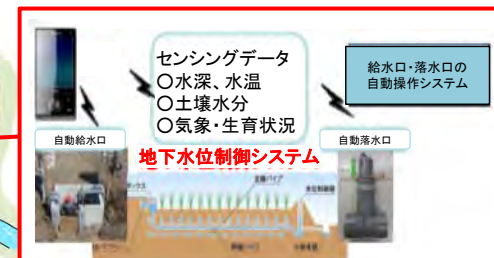 センシングデータ
○水深、水温
○土壌水分
○気象・生育状況
給水口・落水口の
自動操作システム
自動給水口
自動落水口
地下水位制御システム